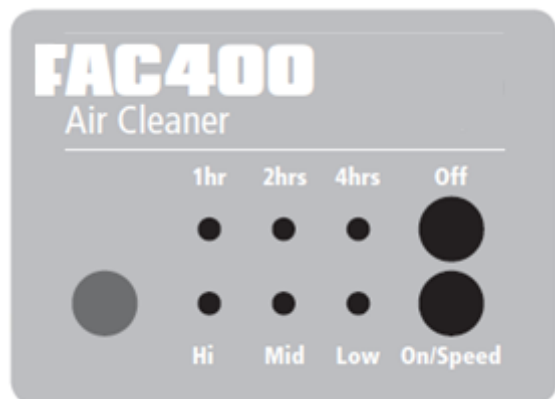 FAC400
Air Cleaner
1hr 2hrs 4hrs Off
Hi Mid Low On/Speed